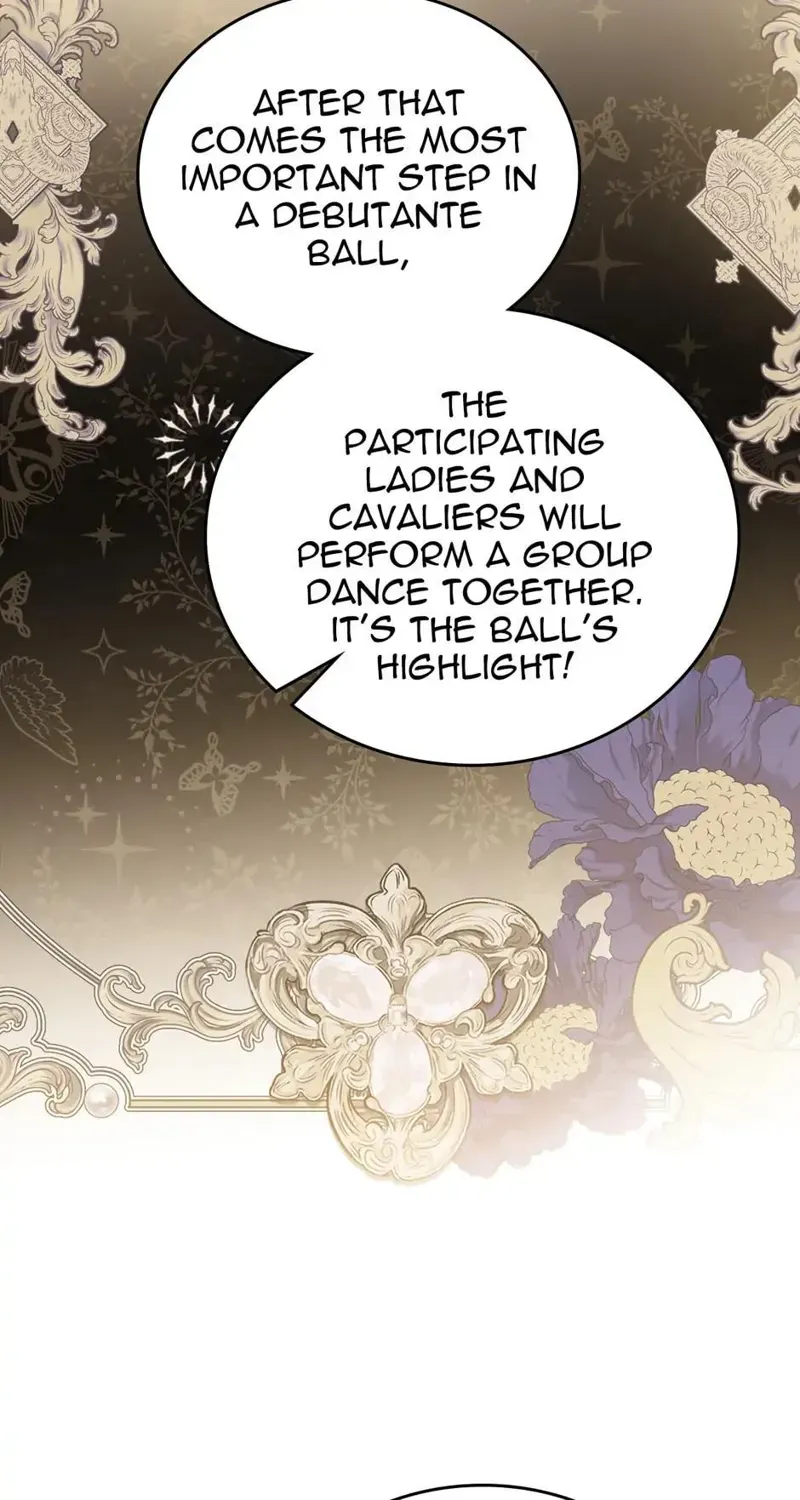 AFTER THAT
COMES THE MOST
IMPORTANT STEP IN
A DEBUTANTE
BALL,
THE
PARTICIPATING
LADIES AND
CAVALIERS WILL
PERFORM A GROUP
DANCE TOGETHER.
IT'S THE BALL'S
HIGHLIGHT!